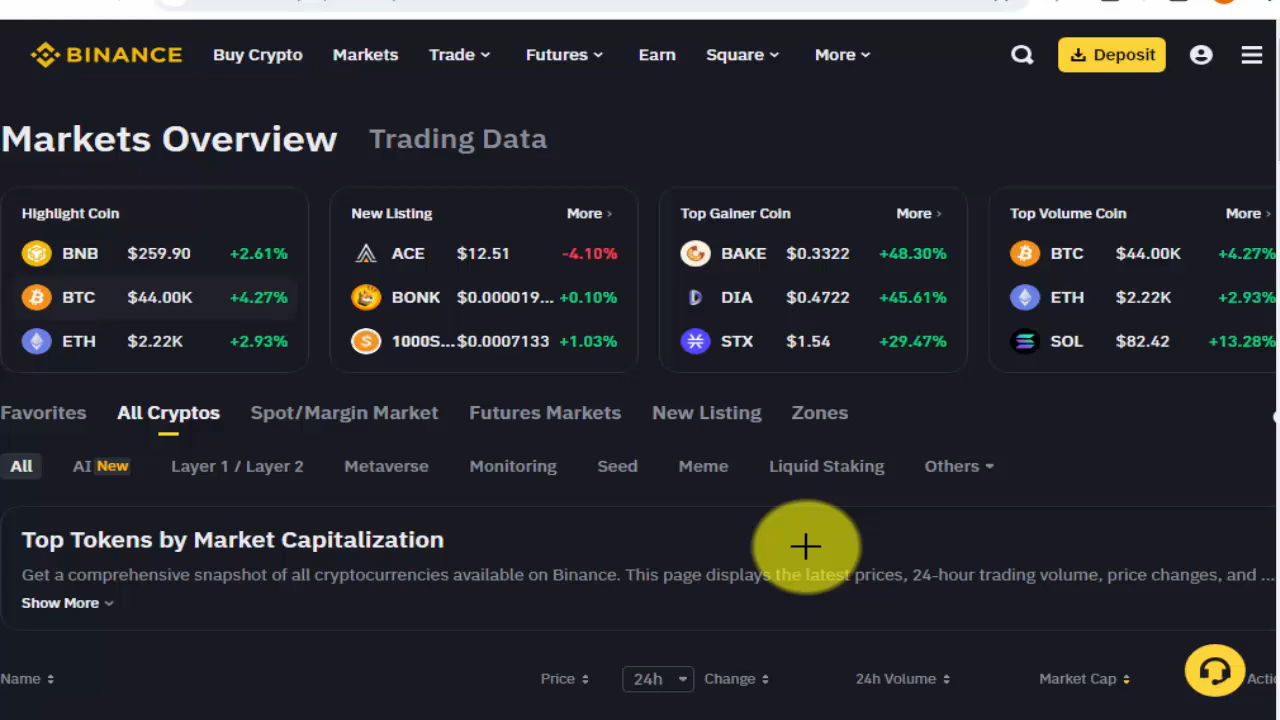 BINANCE Buy Crypto Markets Trade Futures Earn Square More Deposit
Markets Overview Trading Data
Highlight Coin
BNB $259.90 +2.61%
BTC $44.00K +4.27%
ETH $2.22K +2.93%
New Listing More
ACE $12.51 -4.10%
BONK $0.000019... +0.10%
1000S... $0.0007133 +1.03%
Top Gainer Coin More
BAKE $0.3322 +48.30%
DIA $0.4722 +45.61%
STX $1.54 +29.47%
Top Volume Coin More
BTC $44.00K +4.27%
ETH $2.22K +2.93%
SOL $82.42 +13.28%
Favorites All Cryptos Spot/Margin Market Futures Markets New Listing Zones
All AI New Layer 1 / Layer 2 Metaverse Monitoring Seed Meme Liquid Staking Others
Top Tokens by Market Capitalization
Get a comprehensive snapshot of all cryptocurrencies available on Binance. This page displays the latest prices, 24-hour trading volume, price changes, and ...
Show More
Name Price 24h Change 24h Volume Market Cap